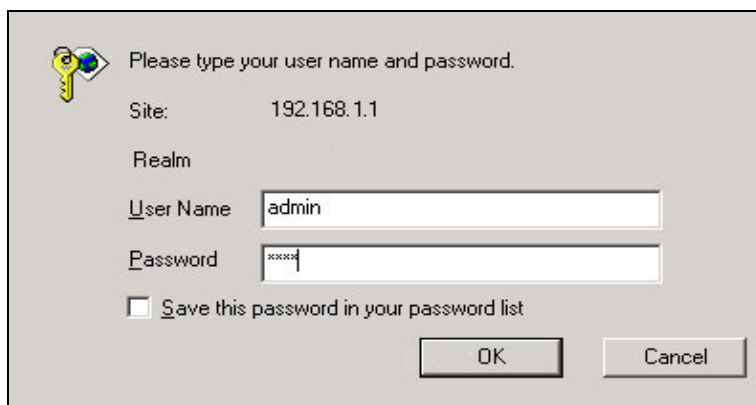 Please type your user name and password.
Site: 192.168.1.1
Realm
User Name admin
Password ****
Save this password in your password list
OK Cancel